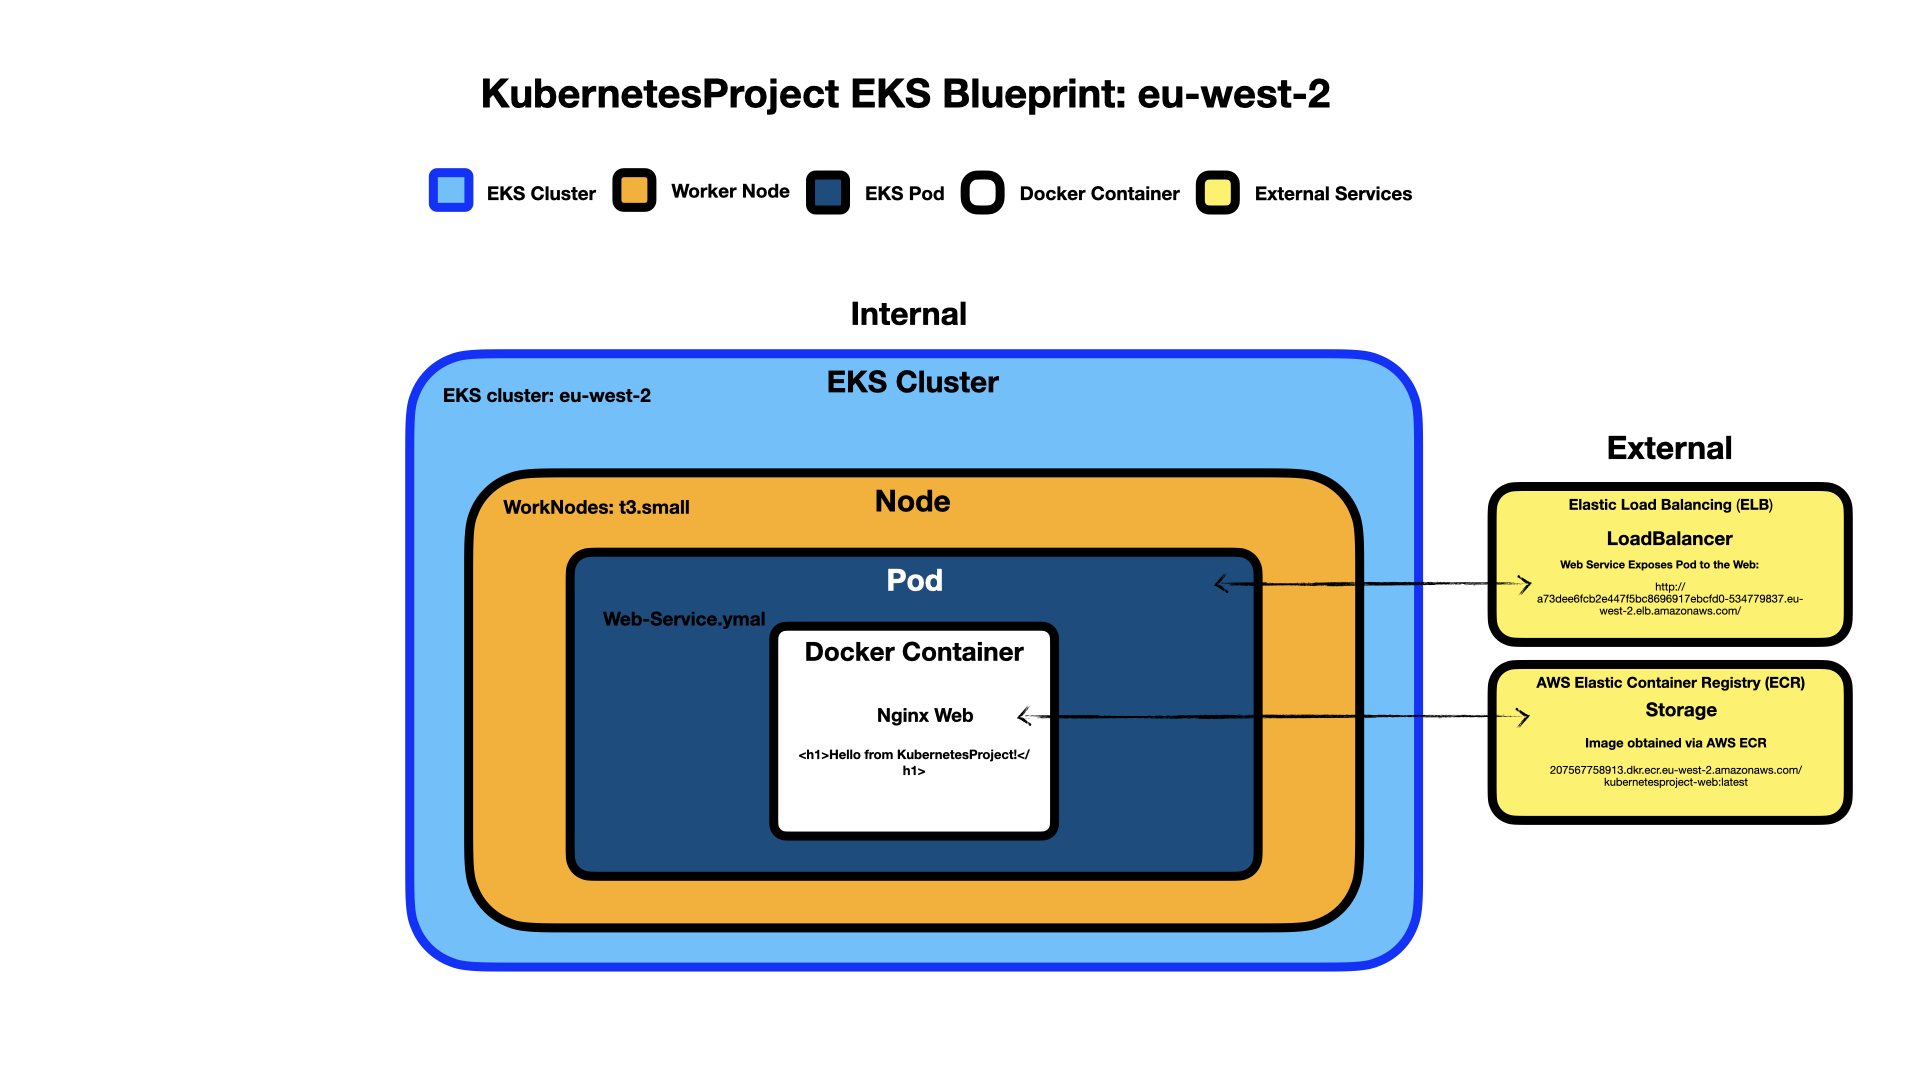 KubernetesProject EKS Blueprint: eu-west-2
EKS Cluster
Worker Node
EKS Pod
Docker Container
External Services
Internal
EKS Cluster
EKS cluster: eu-west-2
Node
WorkNodes: t3.small
Pod
Web-Service.ymal
Docker Container
Nginx Web
<h1>Hello from KubernetesProject!</
h1>
External
Elastic Load Balancing (ELB)
LoadBalancer
Web Service Exposes Pod to the Web:
http://
a73dee6fcb2e447f5bc8696917ebcfd0-534779837.eu-
west-2.elb.amazonaws.com/
AWS Elastic Container Registry (ECR)
Storage
Image obtained via AWS ECR
207567758913.dkr.ecr.eu-west-2.amazonaws.com/
kubernetesproject-web:latest